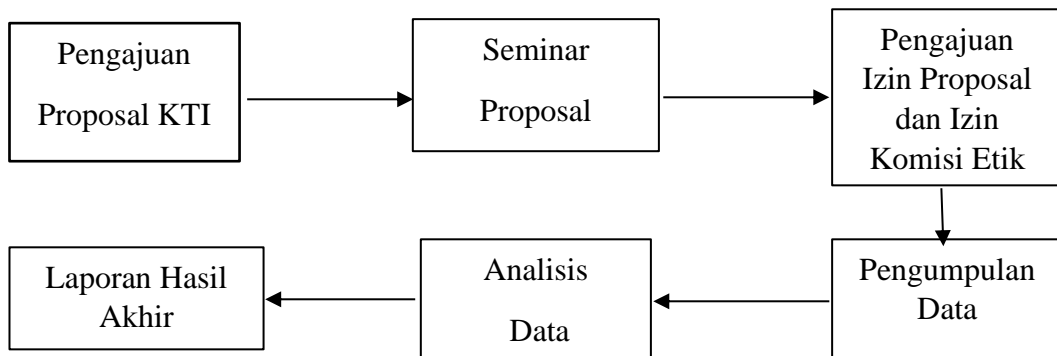 Pengajuan
Proposal KTI
Seminar
Proposal
Pengajuan
Izin Proposal
dan Izin
Komisi Etik
Pengumpulan
Data
Analisis
Data
Laporan Hasil
Akhir